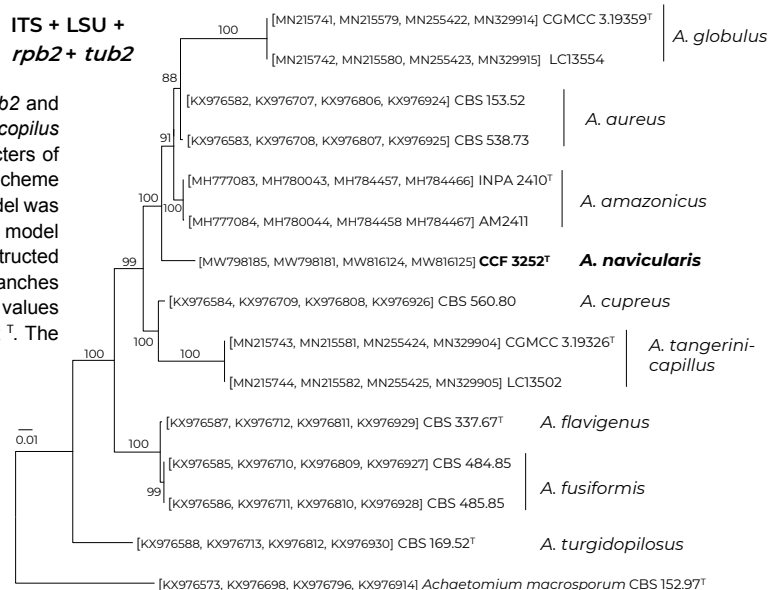 ITS + LSU +
rpb2 + tub2
b2 and
copilus
cters of
scheme
del was
model
structed
anches
values
ᵀ. The
100
[MN215741, MN215579, MN255422, MN329914] CGMCC 3.19359ᵀ
A. globulus
[MN215742, MN215580, MN255423, MN329915] LC13554
88
[KX976582, KX976707, KX976806, KX976924] CBS 153.52
A. aureus
91
[KX976583, KX976708, KX976807, KX976925] CBS 538.73
[MH777083, MH780043, MH784457, MH784466] INPA 2410ᵀ
A. amazonicus
100
100
[MH777084, MH780044, MH784458 MH784467] AM2411
99
[MW798185, MW798181, MW816124, MW816125] CCF 3252ᵀ
A. navicularis
[KX976584, KX976709, KX976808, KX976926] CBS 560.80
A. cupreus
100
100
[MN215743, MN215581, MN255424, MN329904] CGMCC 3.19326ᵀ
A. tangerini-
capillus
100
[MN215744, MN215582, MN255425, MN329905] LC13502
[KX976587, KX976712, KX976811, KX976929] CBS 337.67ᵀ
A. flavigenus
0.01
100
[KX976585, KX976710, KX976809, KX976927] CBS 484.85
A. fusiformis
99
[KX976586, KX976711, KX976810, KX976928] CBS 485.85
[KX976588, KX976713, KX976812, KX976930] CBS 169.52ᵀ
A. turgidopilosus
[KX976573, KX976698, KX976796, KX976914] Achaetomium macrosporum CBS 152.97ᵀ